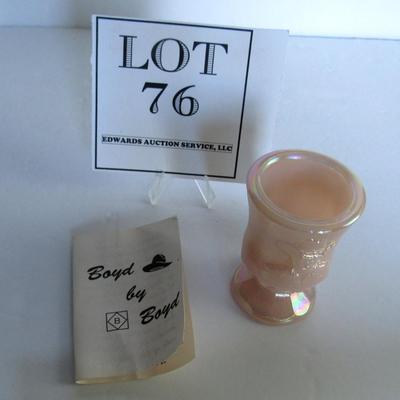 LOT
76
EDWARDS AUCTION SERVICE, LLC
Boyd
by
B
Boyd